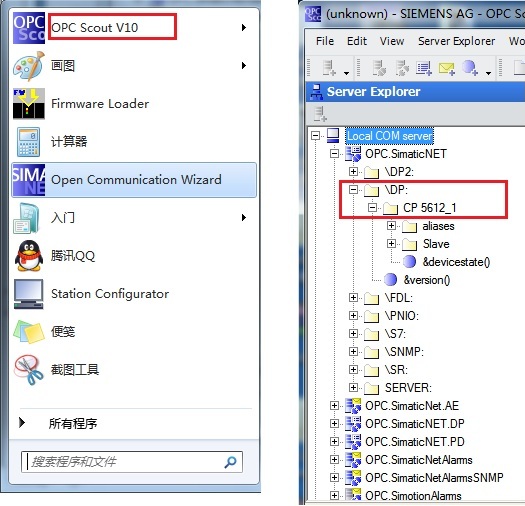 OPC Scout V10
画图
Firmware Loader
计算器
Open Communication Wizard
入门
腾讯QQ
Station Configurator
便笺
截图工具
所有程序
搜索程序和文件
(unknown) - SIEMENS AG - OPC S
File Edit View Server Explorer Wo
Server Explorer
Local COM server
OPC.SimaticNET
\DP2:
\DP:
CP 5612_1
aliases
Slave
&devicestate()
&version()
\FDL:
\PNIO:
\S7:
\SNMP:
\SR:
SERVER:
OPC.SimaticNet.AE
OPC.SimaticNET.DP
OPC.SimaticNET.PD
OPC.SimaticNetAlarms
OPC.SimaticNetAlarmsSNMP
OPC.SimotionAlarms